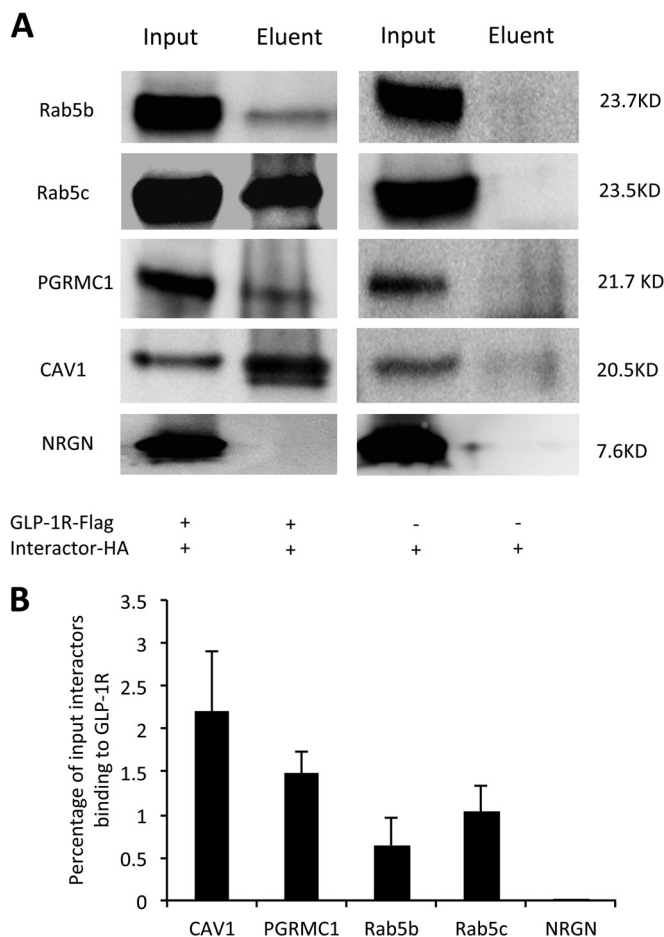 A
Input Eluent Input Eluent
Rab5b 23.7KD
Rab5c 23.5KD
PGRMC1 21.7 KD
CAV1 20.5KD
NRGN 7.6KD
GLP-1R-Flag + + - -
Interactor-HA + + + +
B
Percentage of input interactors
binding to GLP-1R
3.5
3
2.5
2
1.5
1
0.5
0
CAV1 PGRMC1 Rab5b Rab5c NRGN